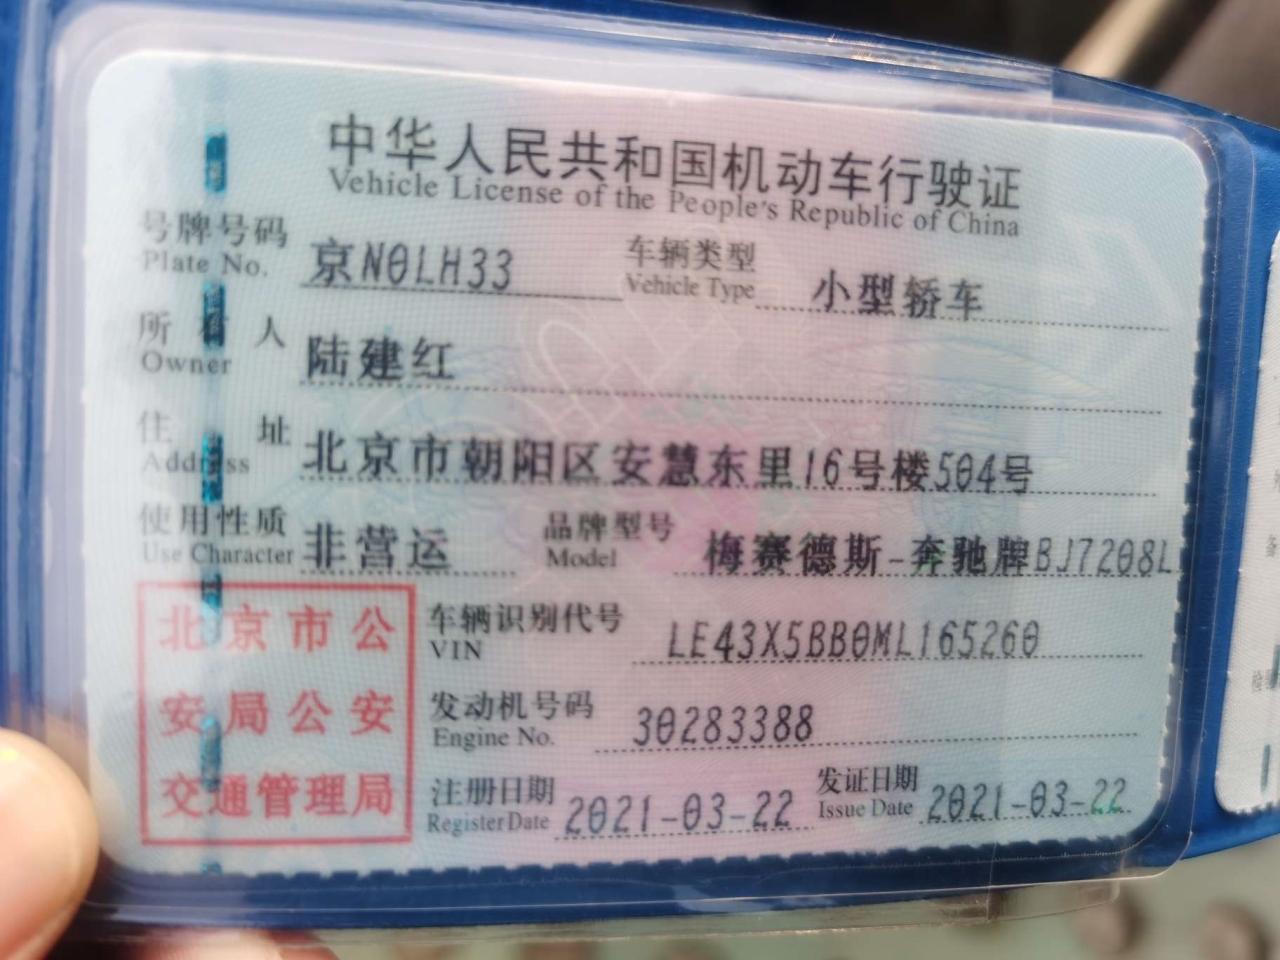 中华人民共和国机动车行驶证
Vehicle License of the People's Republic of China
号牌号码 京N0LH33 车辆类型 小型轿车
Plate No. Vehicle Type
所有人 陆建红
Owner
住址 北京市朝阳区安慧东里16号楼504号
Address
使用性质 非营运 品牌型号 梅赛德斯-奔驰牌BJ7208L
Use Character Model
北京市公
安局公安
交通管理局
车辆识别代号 LE43X5BB0ML165260
VIN
发动机号码 30283388
Engine No.
注册日期 2021-03-22 发证日期 2021-03-22
Register Date Issue Date